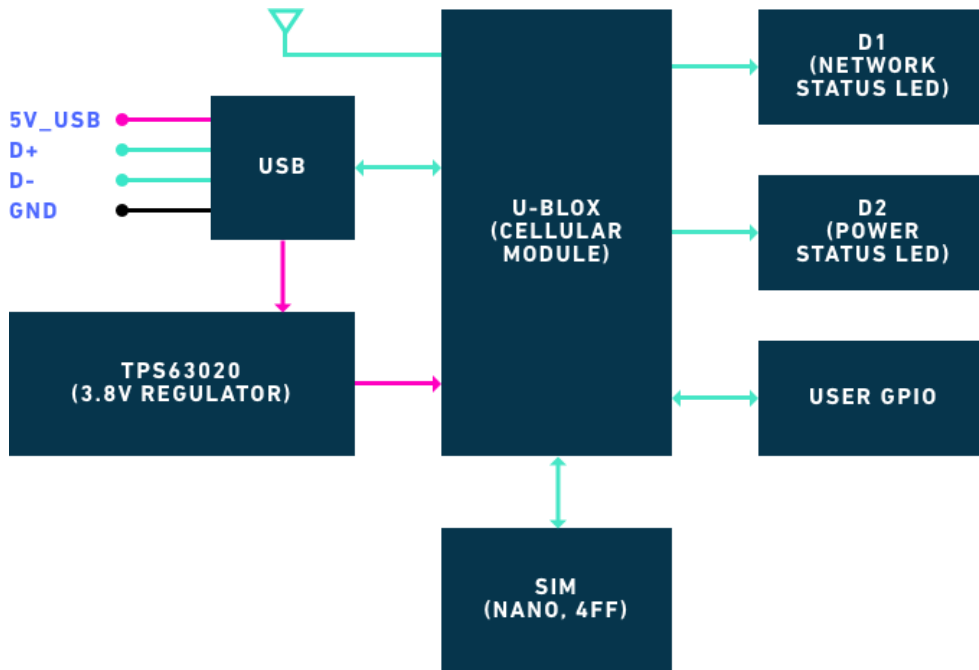 5V_USB
D+
D-
GND
USB
TPS63020
(3.8V REGULATOR)
U-BLOX
(CELLULAR
MODULE)
SIM
(NANO, 4FF)
D1
(NETWORK
STATUS LED)
D2
(POWER
STATUS LED)
USER GPIO